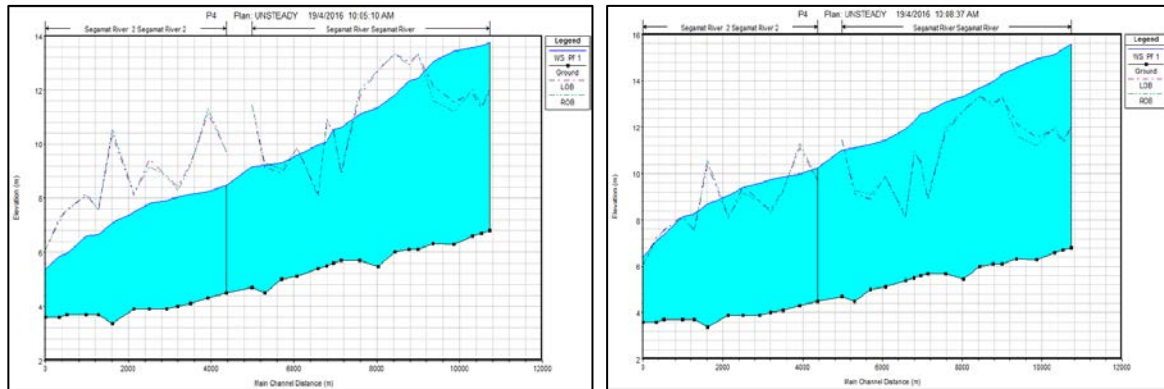 P4 Plan: UNSTEADY 19/4/2016 10:05:10 AM
Segamat River 2 Segamat River 2
Segamat River Segamat River
Legend
WS Pf 1
Ground
LOB
ROB
Elevation (m)
14
12
10
8
6
4
2
0
2000
4000
6000
8000
10000
12000
Main Channel Distance (m)
P4 Plan: UNSTEADY 19/4/2016 10:08:37 AM
Segamat River 2 Segamat River 2
Segamat River Segamat River
Legend
WS Pf 1
Ground
LOB
ROB
Elevation (m)
16
14
12
10
8
6
4
2
0
2000
4000
6000
8000
10000
12000
Main Channel Distance (m)